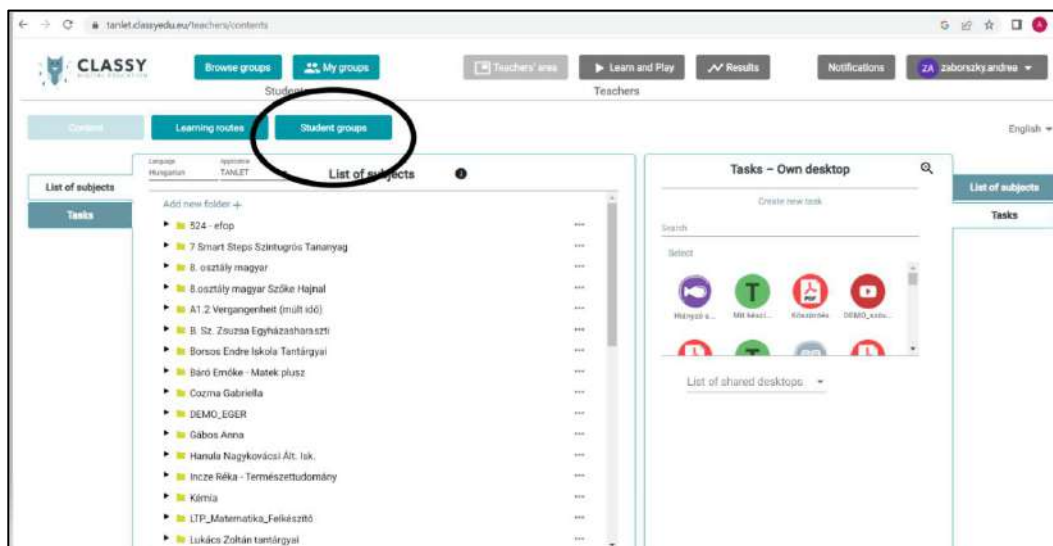 tanlet.classyedu.eu/teachers/contents
CLASSY
DIGITAL EDUCATION
Browse groups
My groups
Teachers' area
Learn and Play
Results
Notifications
ZA zaborszky.andrea
Students
Teachers
Content
Learning routes
Student groups
English
List of subjects
Tasks
Language
Hungarian
Application
TANLET
List of subjects
Add new folder +
524 - efop
7 Smart Steps Szintugrós Tananyag
8. osztály magyar
8.osztály magyar Szőke Hajnal
A1.2 Vergangenheit (múlt idő)
B. Sz. Zsuzsa Egyházasharaszti
Borsos Endre Iskola Tantárgyai
Báró Emőke - Matek plusz
Cozma Gabriella
DEMO_EGER
Gábos Anna
Hanula Nagykovácsi Ált. Isk.
Incze Réka - Természettudomány
Kémia
LTP_Matematika_Felkészítő
Lukács Zoltán tantárgyai
Tasks – Own desktop
Create new task
Search
Select
T
PDF
Hiányzó s...
Mit készí...
DEMO_szöv...
T
List of shared desktops
List of subjects
Tasks